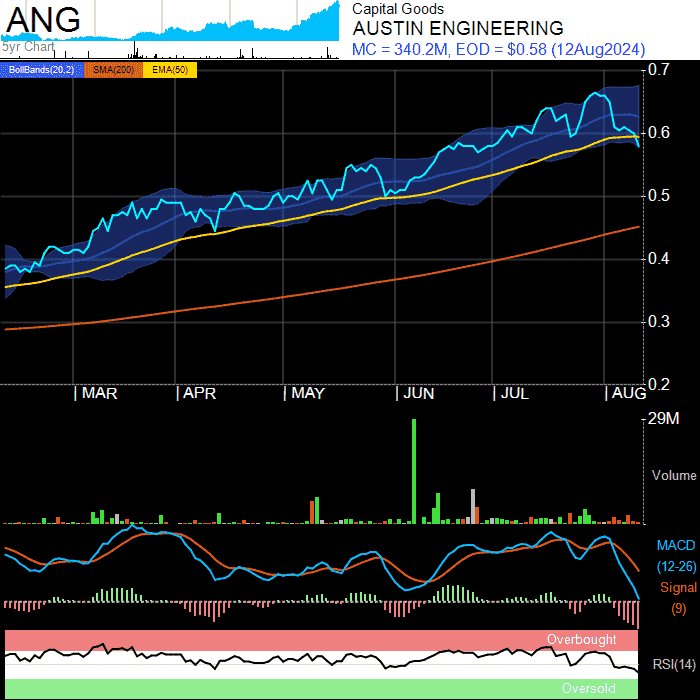 ANG
5yr Chart
Capital Goods
AUSTIN ENGINEERING
MC = 340.2M, EOD = $0.58 (12Aug2024)
BollBands(20,2) SMA(200) EMA(50)
0.7
0.6
0.5
0.4
0.3
0.2
MAR APR MAY JUN JUL AUG
29M
Volume
MACD
(12-26)
Signal
(9)
Overbought
RSI(14)
Oversold